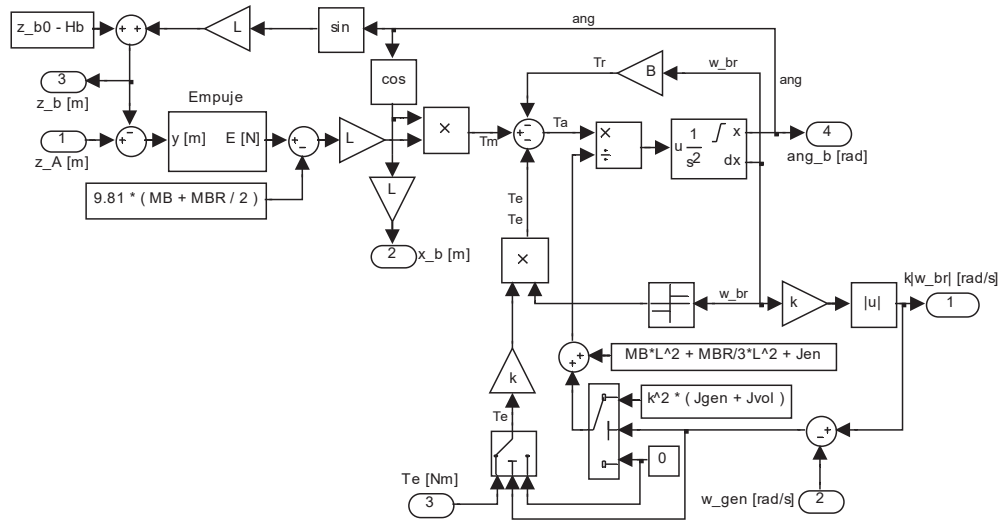 ang
z_b0 - Hb
+ +
L
sin
3
z_b [m]
cos
Tr
B
w_br
ang
Empuje
1
z_A [m]
+ -
y [m]
E [N]
+ -
L
×
Tm
- - -
Ta
×
÷
u 1 x
s2
dx
4
ang_b [rad]
9.81 * ( MB + MBR / 2 )
L
2
x_b [m]
Te
Te
×
w_br
k
|u|
k|w_br| [rad/s]
1
+ +
MB*L^2 + MBR/3*L^2 + Jen
k
k^2 * ( Jgen + Jvol )
Te
- +
0
Te [Nm]
3
w_gen [rad/s]
2